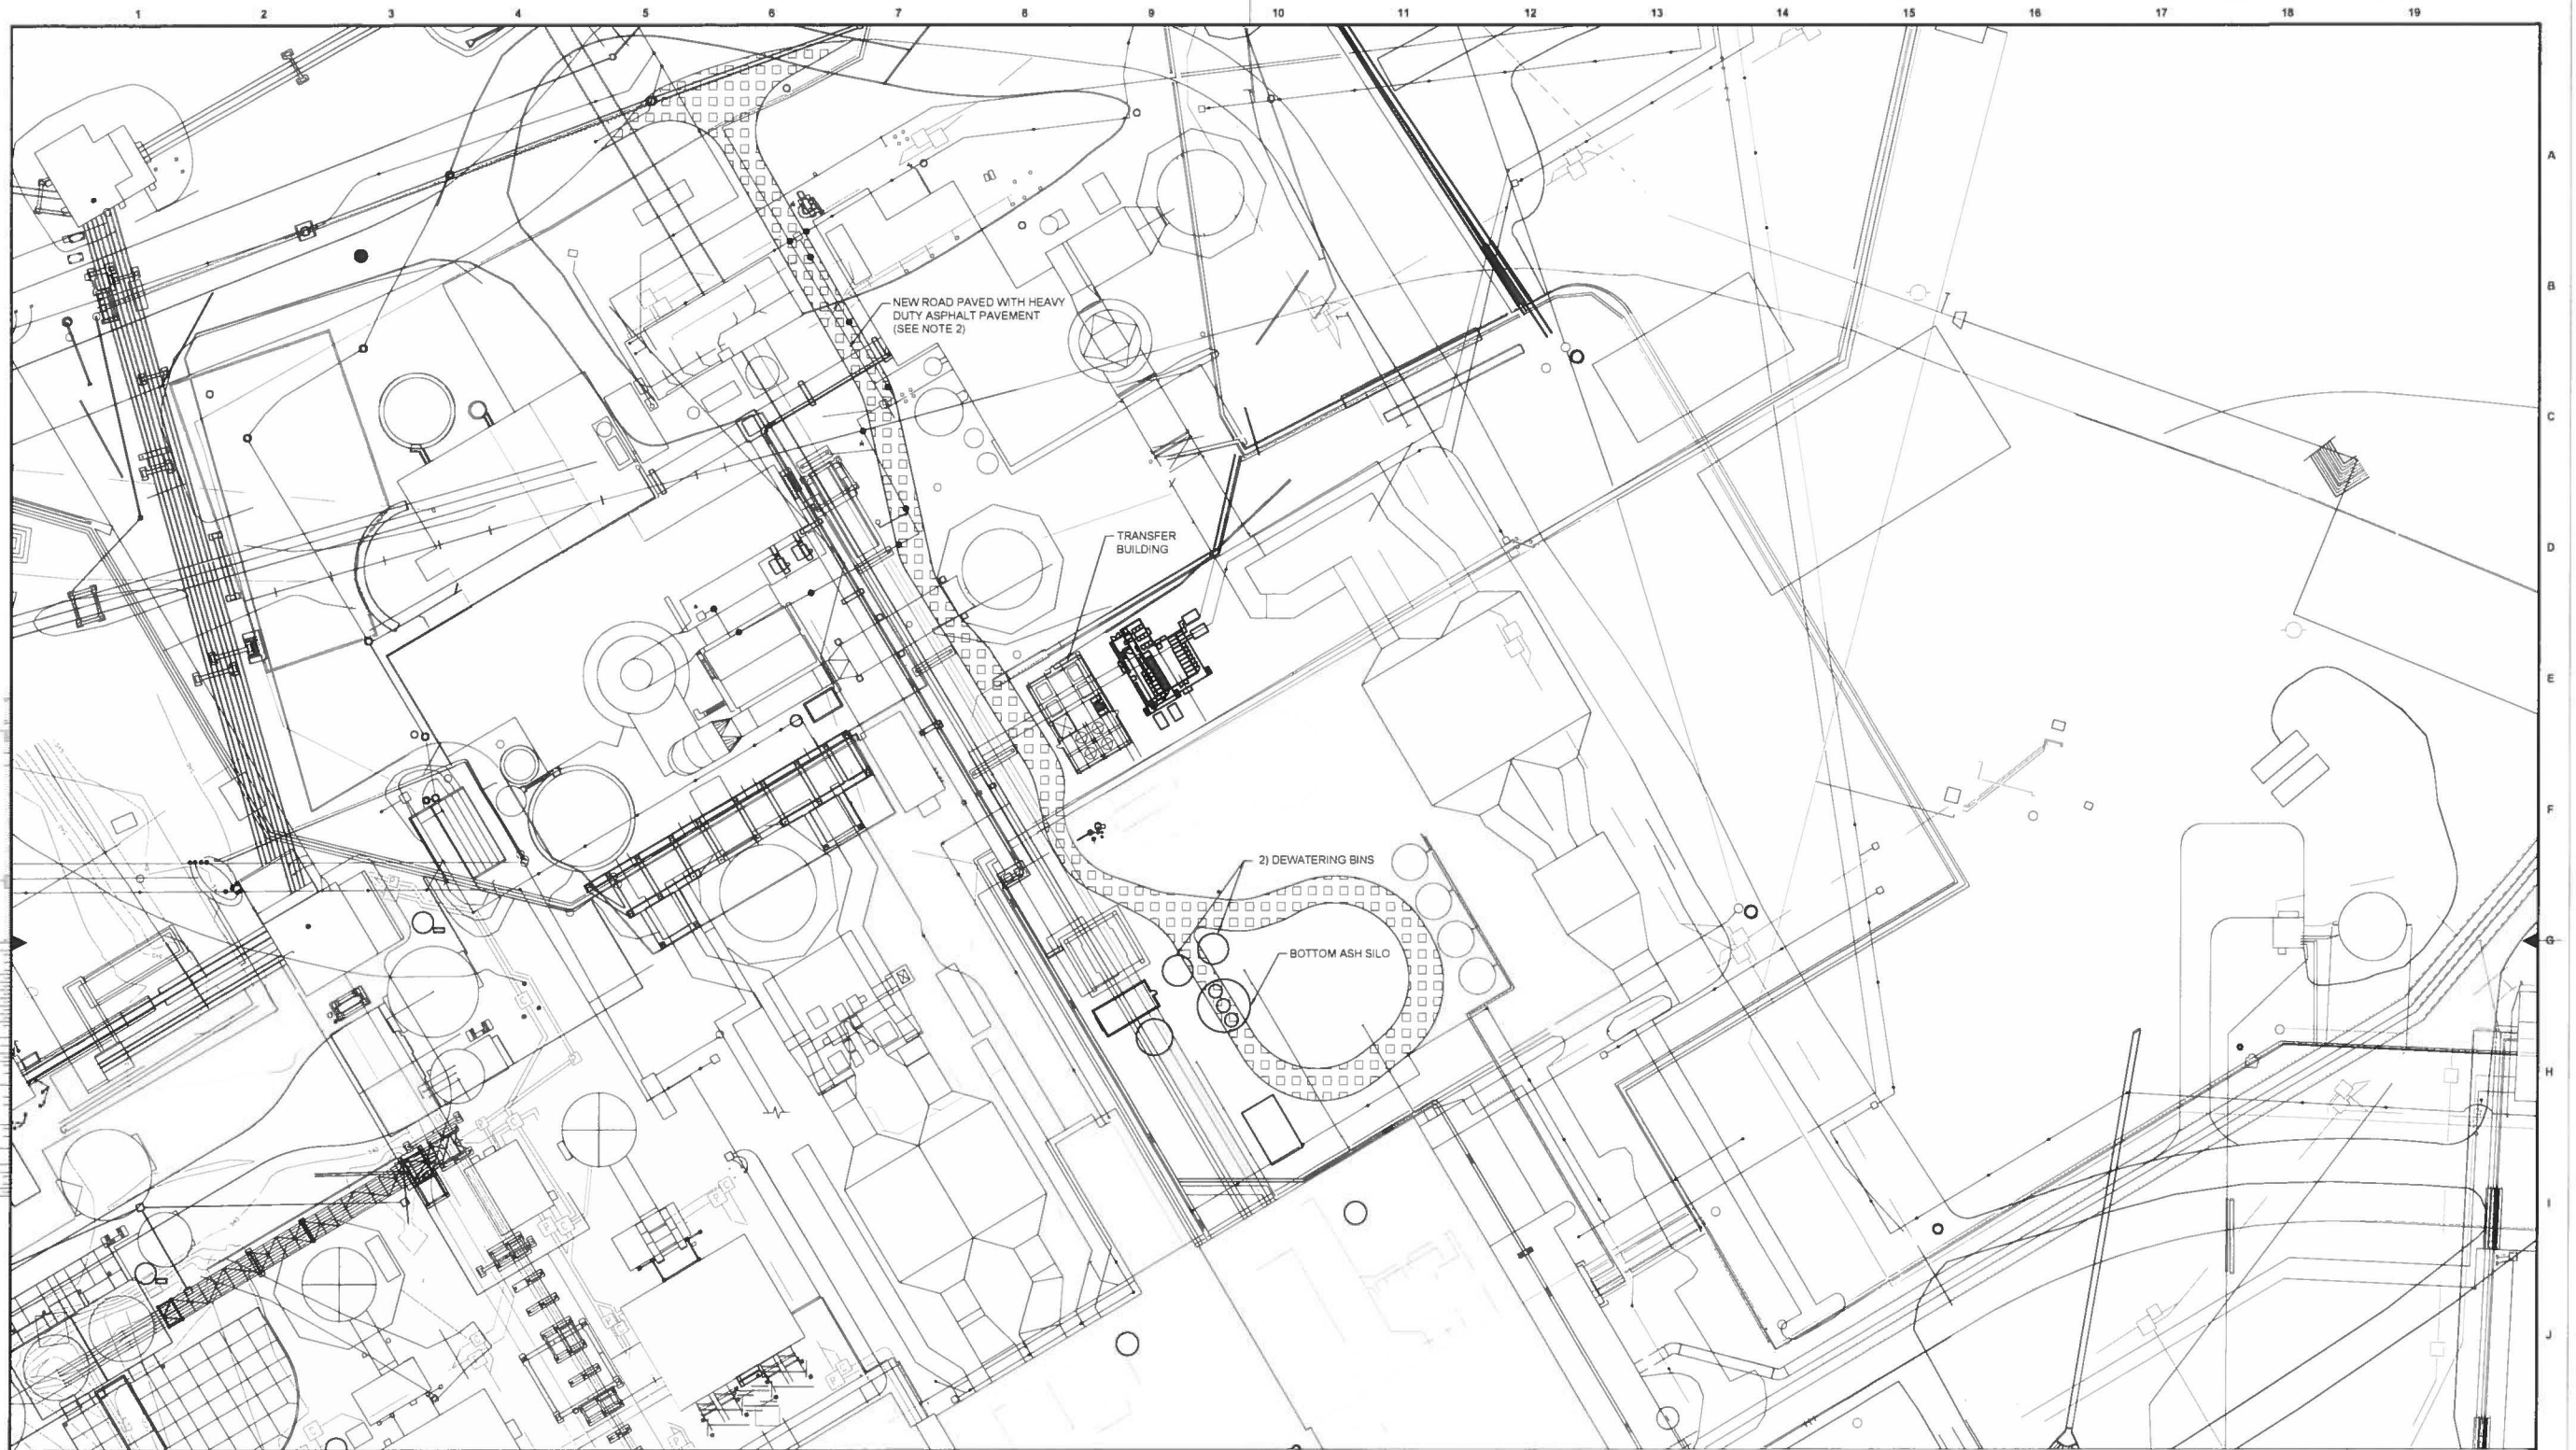 1 2 3 4 5 6 7 8 9 10 11 12 13 14 15 16 17 18 19
A
B
NEW ROAD PAVED WITH HEAVY
DUTY ASPHALT PAVEMENT
(SEE NOTE 2)
C
TRANSFER
BUILDING
D
E
F
2) DEWATERING BINS
G
BOTTOM ASH SILO
H
I
J